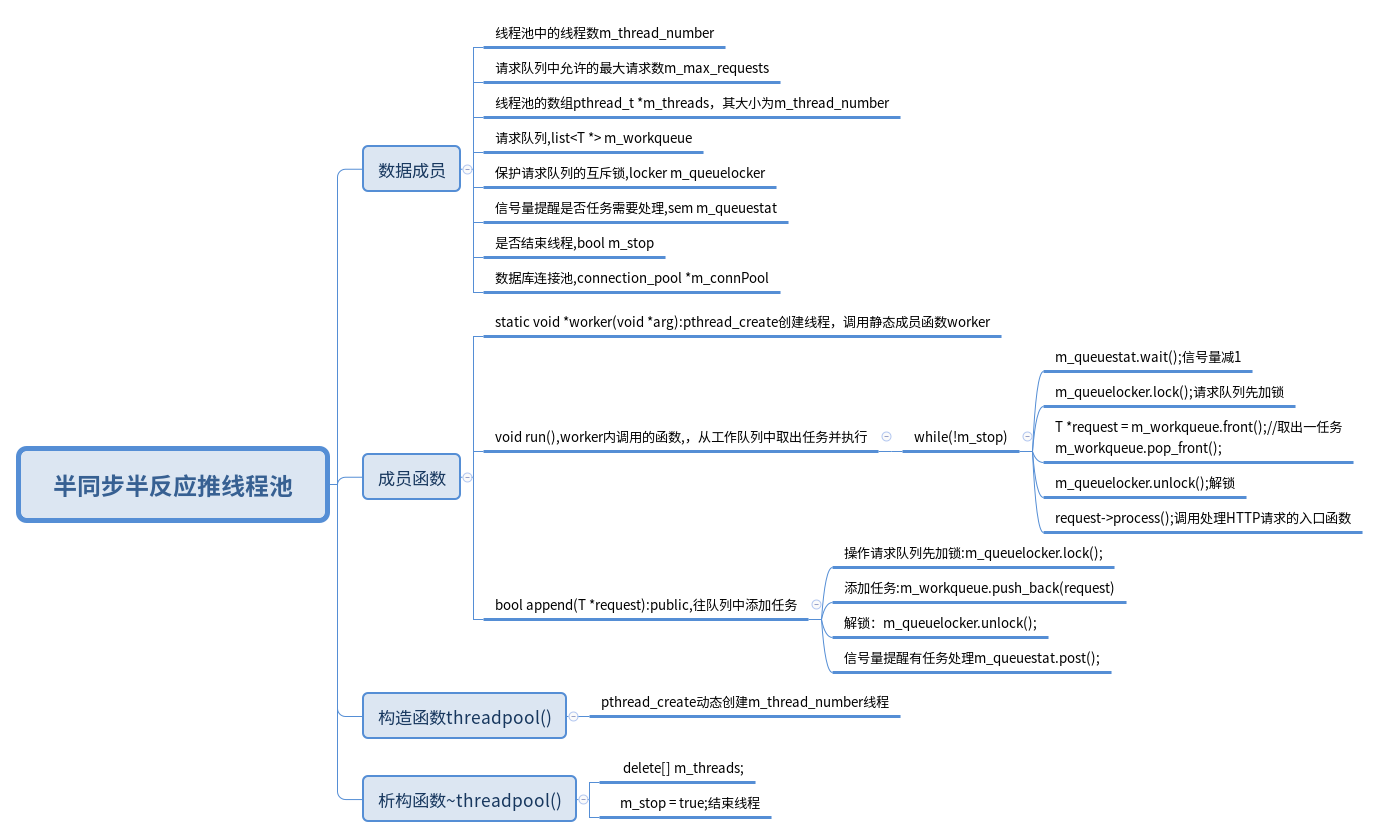 半同步半反应推线程池
数据成员
线程池中的线程数m_thread_number
请求队列中允许的最大请求数m_max_requests
线程池的数组pthread_t *m_threads，其大小为m_thread_number
请求队列,list<T *> m_workqueue
保护请求队列的互斥锁,locker m_queuelocker
信号量提醒是否任务需要处理,sem m_queuestat
是否结束线程,bool m_stop
数据库连接池,connection_pool *m_connPool
成员函数
static void *worker(void *arg):pthread_create创建线程，调用静态成员函数worker
void run(),worker内调用的函数,，从工作队列中取出任务并执行
while(!m_stop)
m_queuestat.wait();信号量减1
m_queuelocker.lock();请求队列先加锁
T *request = m_workqueue.front();//取出一任务
m_workqueue.pop_front();
m_queuelocker.unlock();解锁
request->process();调用处理HTTP请求的入口函数
bool append(T *request):public,往队列中添加任务
操作请求队列先加锁:m_queuelocker.lock();
添加任务:m_workqueue.push_back(request)
解锁：m_queuelocker.unlock();
信号量提醒有任务处理m_queuestat.post();
构造函数threadpool()
pthread_create动态创建m_thread_number线程
析构函数~threadpool()
delete[] m_threads;
m_stop = true;结束线程